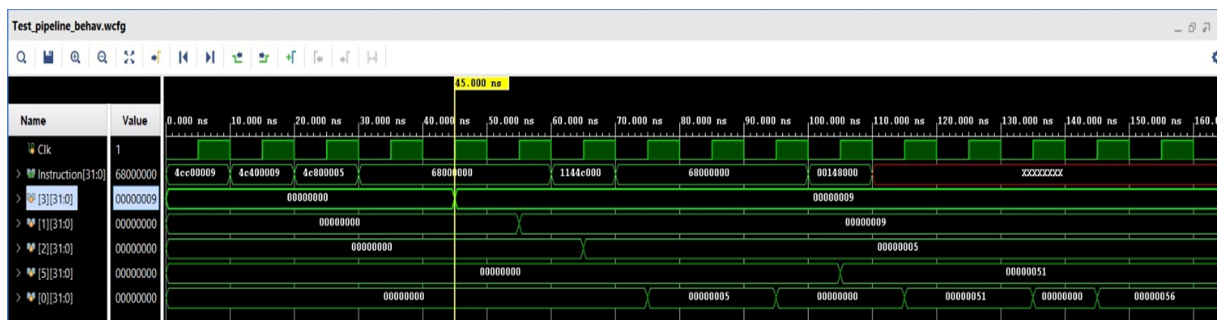 Test_pipeline_behav.wcfg
45.000 ns
Name Value 0.000 ns 10.000 ns 20.000 ns 30.000 ns 40.000 ns 50.000 ns 60.000 ns 70.000 ns 80.000 ns 90.000 ns 100.000 ns 110.000 ns 120.000 ns 130.000 ns 140.000 ns 150.000 ns 160.
Clk 1
Instruction[31:0] 68000000 4cc00009 4c400009 4c800005 68000000 1144c000 68000000 00148000 XXXXXXXX
[3][31:0] 00000009 00000000 00000009
[1][31:0] 00000000 00000000 00000009
[2][31:0] 00000000 00000000 00000005
[5][31:0] 00000000 00000000 00000051
[0][31:0] 00000000 00000000 00000005 00000000 00000051 00000000 00000056